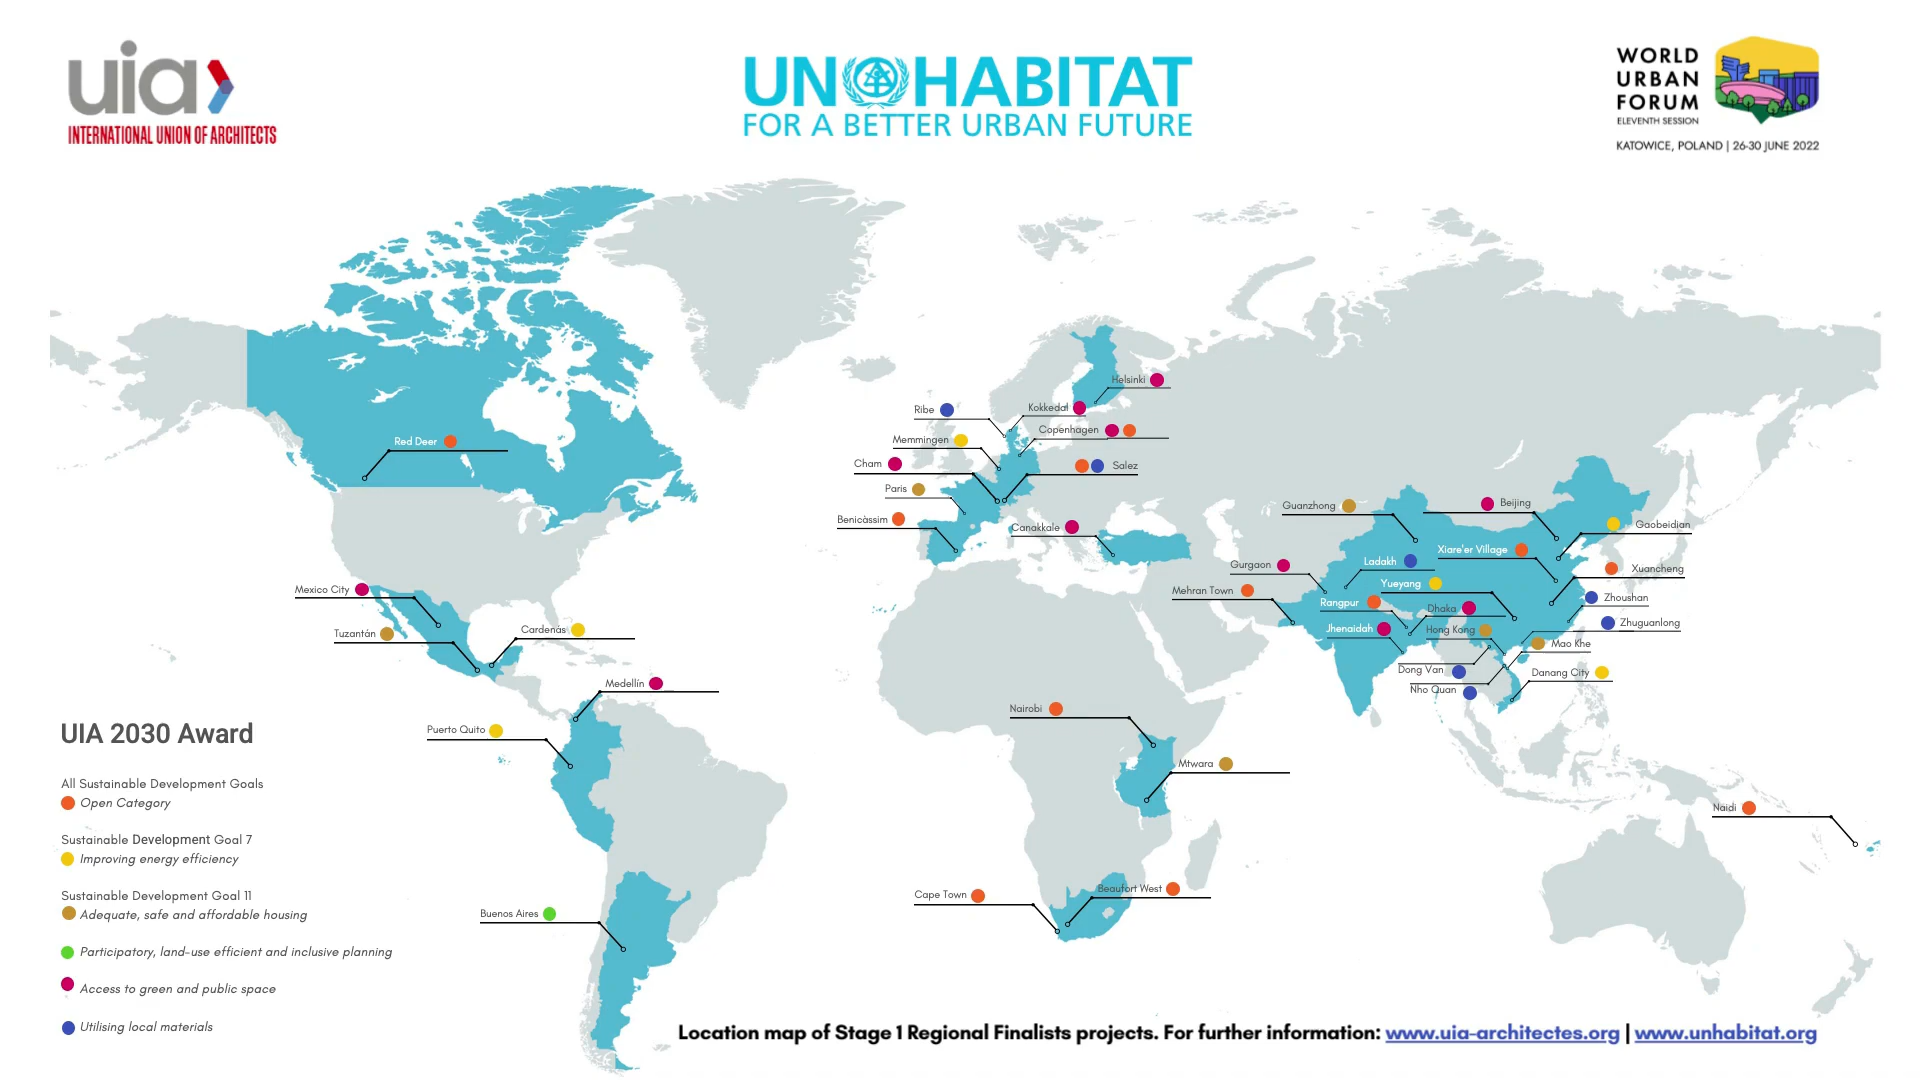 uia
INTERNATIONAL UNION OF ARCHITECTS
UN HABITAT
FOR A BETTER URBAN FUTURE
WORLD
URBAN
FORUM
ELEVENTH SESSION
KATOWICE, POLAND | 26-30 JUNE 2022
Helsinki
Ribe
Kokkedal
Copenhagen
Memmingen
Red Deer
Cham
Salez
Paris
Benicàssim
Canakkale
Guanzhong
Beijing
Gaobeidian
Xiare'er Village
Ladakh
Gurgaon
Xuancheng
Yueyang
Mehran Town
Zhoushan
Rangpur
Dhaka
Zhuguanlong
Jhenaidah
Hong Kong
Mao Khe
Dong Van
Danang City
Nho Quan
Mexico City
Tuzantán
Cardenás
Medellín
Puerto Quito
Nairobi
Mtwara
Naidi
Cape Town
Beaufort West
Buenos Aires
UIA 2030 Award
All Sustainable Development Goals
Open Category
Sustainable Development Goal 7
Improving energy efficiency
Sustainable Development Goal 11
Adequate, safe and affordable housing
Participatory, land-use efficient and inclusive planning
Access to green and public space
Utilising local materials
Location map of Stage 1 Regional Finalists projects. For further information: www.uia-architectes.org | www.unhabitat.org